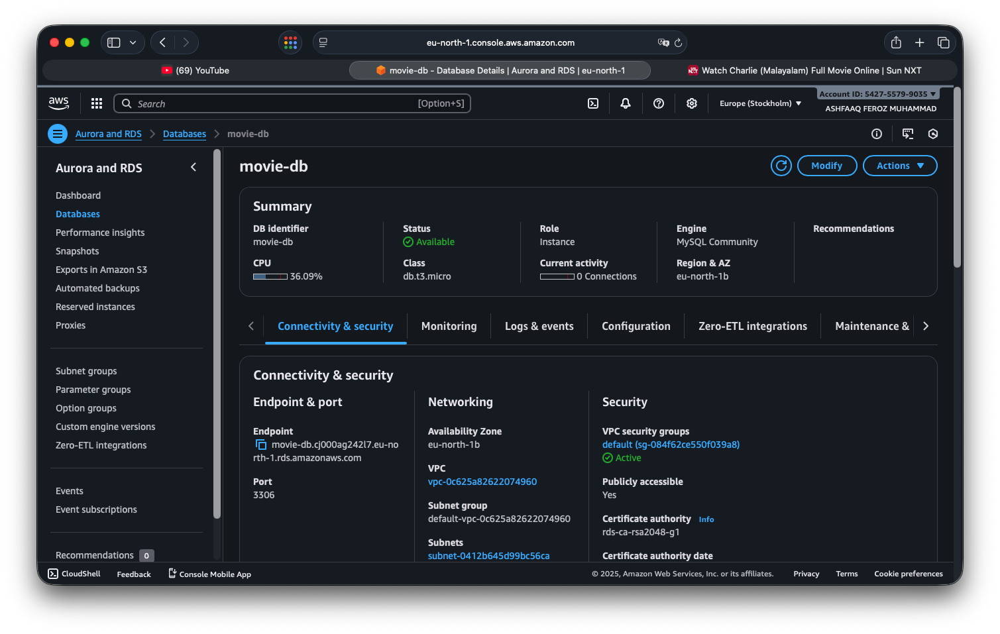 eu-north-1.console.aws.amazon.com
(69) YouTube
movie-db - Database Details | Aurora and RDS | eu-north-1
Watch Charlie (Malayalam) Full Movie Online | Sun NXT
aws
Search
[Option+S]
Europe (Stockholm)
Account ID: 5427-5579-9035
ASHFAAQ FEROZ MUHAMMAD
Aurora and RDS
Databases
movie-db
Aurora and RDS
Dashboard
Databases
Performance insights
Snapshots
Exports in Amazon S3
Automated backups
Reserved instances
Proxies
Subnet groups
Parameter groups
Option groups
Custom engine versions
Zero-ETL integrations
Events
Event subscriptions
Recommendations 0
movie-db
Modify
Actions
Summary
DB identifier
movie-db
Status
Available
Role
Instance
Engine
MySQL Community
Recommendations
CPU
36.09%
Class
db.t3.micro
Current activity
0 Connections
Region & AZ
eu-north-1b
Connectivity & security
Monitoring
Logs & events
Configuration
Zero-ETL integrations
Maintenance &
Connectivity & security
Endpoint & port
Endpoint
movie-db.cj000ag242l7.eu-no
rth-1.rds.amazonaws.com
Port
3306
Networking
Availability Zone
eu-north-1b
VPC
vpc-0c625a82622074960
Subnet group
default-vpc-0c625a82622074960
Subnets
subnet-0412b645d99bc56ca
Security
VPC security groups
default (sg-084f62ce550f039a8)
Active
Publicly accessible
Yes
Certificate authority Info
rds-ca-rsa2048-g1
Certificate authority date
CloudShell
Feedback
Console Mobile App
© 2025, Amazon Web Services, Inc. or its affiliates.
Privacy
Terms
Cookie preferences